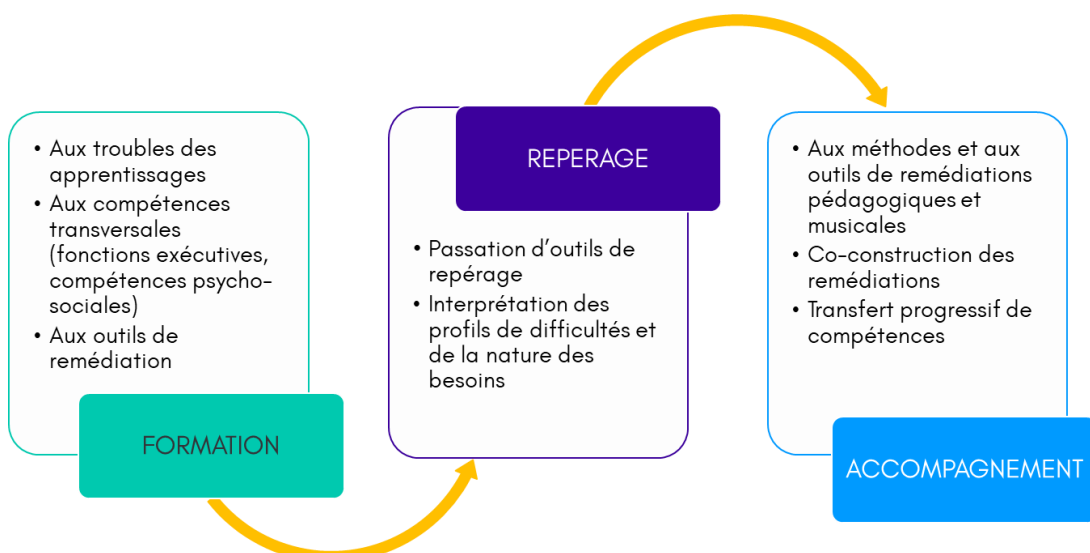 • Aux troubles des
apprentissages
• Aux compétences
transversales
(fonctions exécutives,
compétences psycho-
sociales)
• Aux outils de
remédiation
FORMATION
REPERAGE
• Passation d’outils de
repérage
• Interprétation des
profils de difficultés et
de la nature des
besoins
• Aux méthodes et aux
outils de remédiations
pédagogiques et
musicales
• Co-construction des
remédiations
• Transfert progressif de
compétences
ACCOMPAGNEMENT